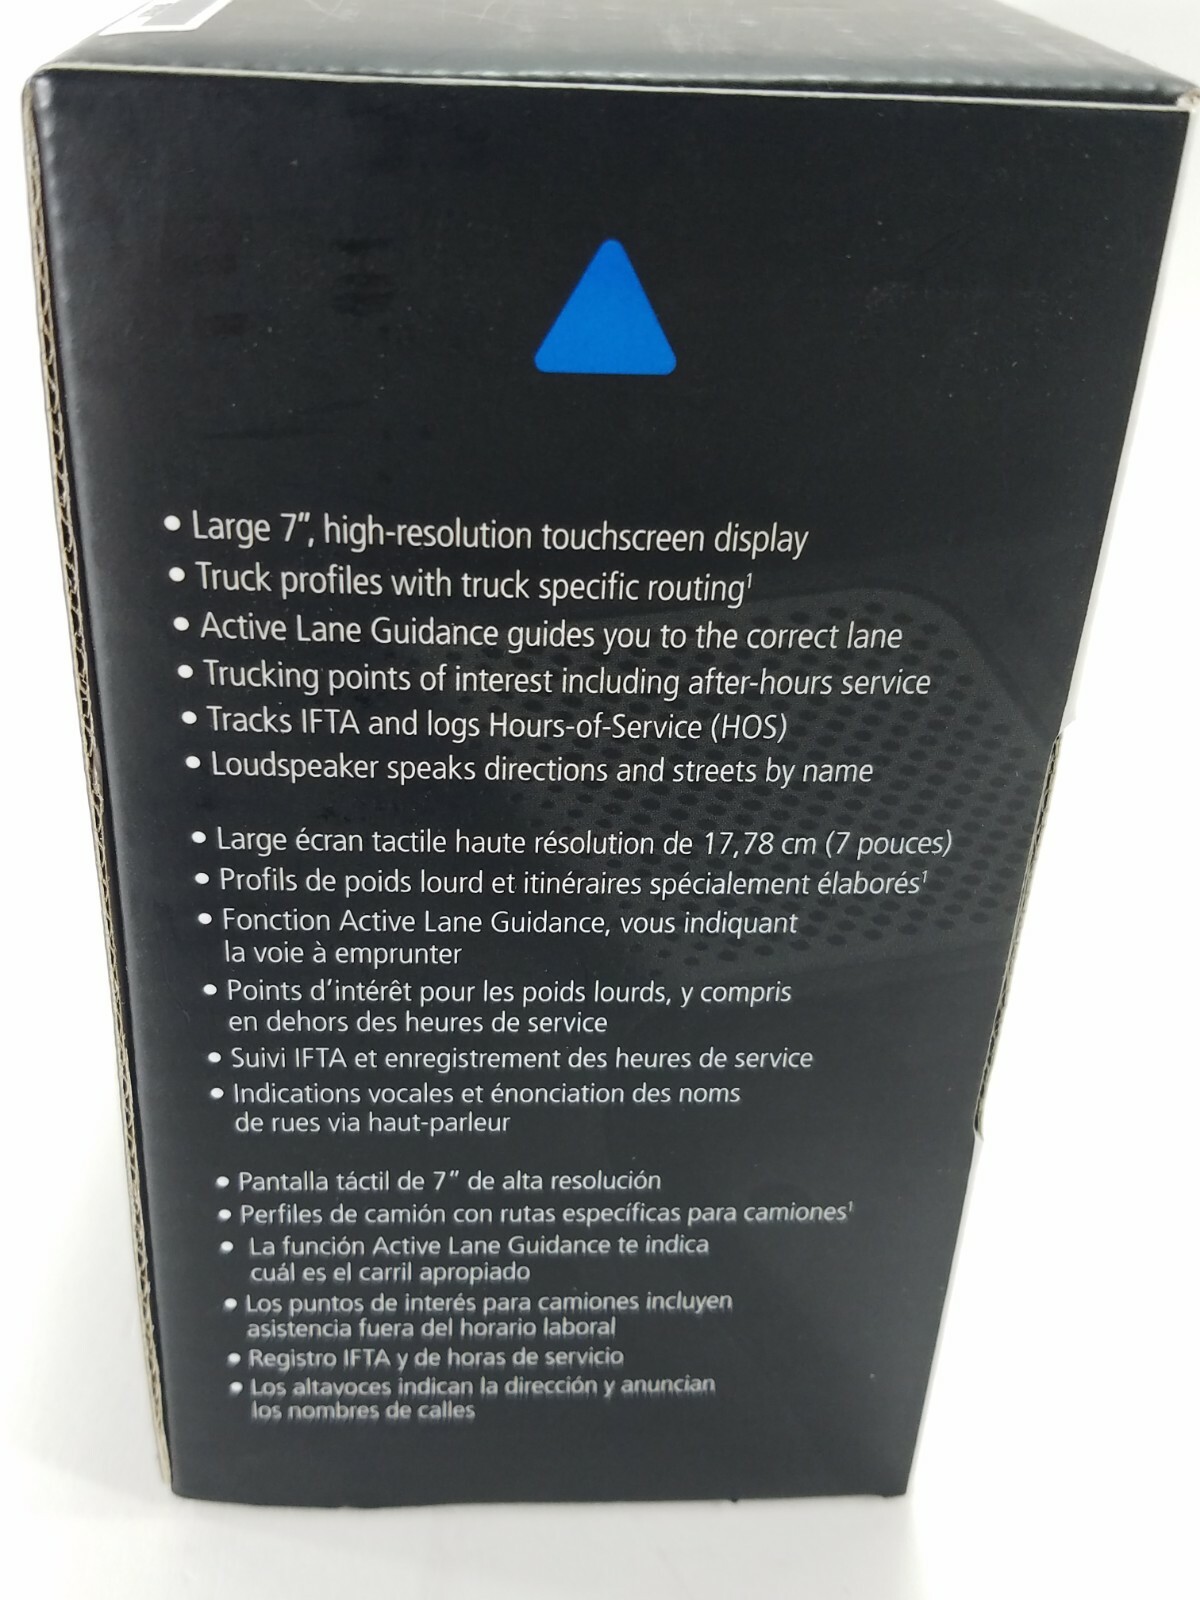 • Large 7”, high-resolution touchscreen display
• Truck profiles with truck specific routing¹
• Active Lane Guidance guides you to the correct lane
• Trucking points of interest including after-hours service
• Tracks IFTA and logs Hours-of-Service (HOS)
• Loudspeaker speaks directions and streets by name
• Large écran tactile haute résolution de 17,78 cm (7 pouces)
• Profils de poids lourd et itinéraires spécialement élaborés¹
• Fonction Active Lane Guidance, vous indiquant
la voie à emprunter
• Points d’intérêt pour les poids lourds, y compris
en dehors des heures de service
• Suivi IFTA et enregistrement des heures de service
• Indications vocales et énonciation des noms
de rues via haut-parleur
• Pantalla táctil de 7” de alta resolución
• Perfiles de camión con rutas específicas para camiones¹
• La función Active Lane Guidance te indica
cuál es el carril apropiado
• Los puntos de interés para camiones incluyen
asistencia fuera del horario laboral
• Registro IFTA y de horas de servicio
• Los altavoces indican la dirección y anuncian
los nombres de calles